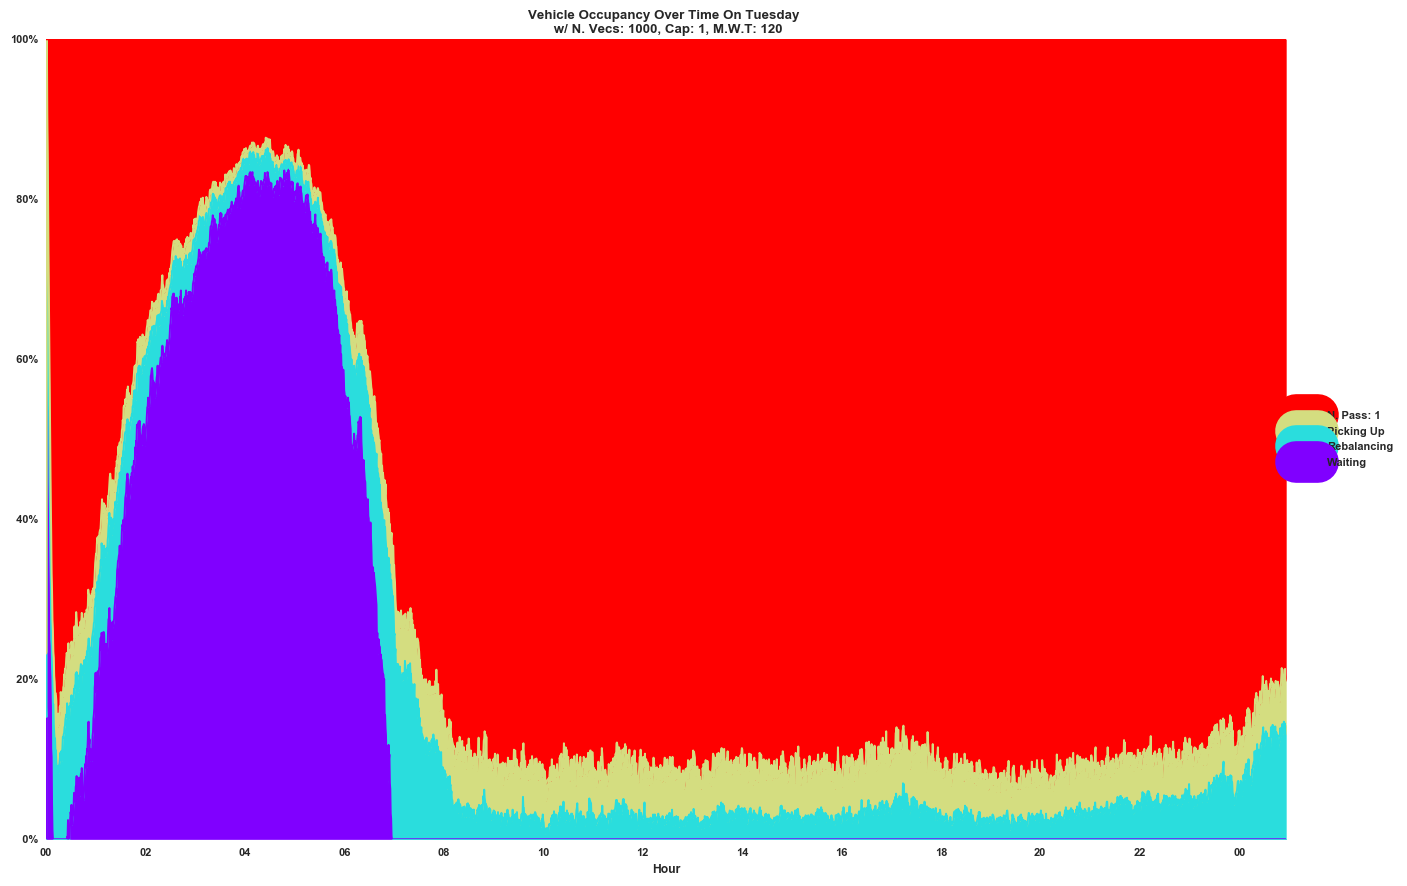 Vehicle Occupancy Over Time On Tuesday
w/ N. Vecs: 1000, Cap: 1, M.W.T: 120
100%
80%
60%
40%
20%
0%
00 02 04 06 08 10 12 14 16 18 20 22 00
Hour
Pass: 1
Picking Up
Rebalancing
Waiting